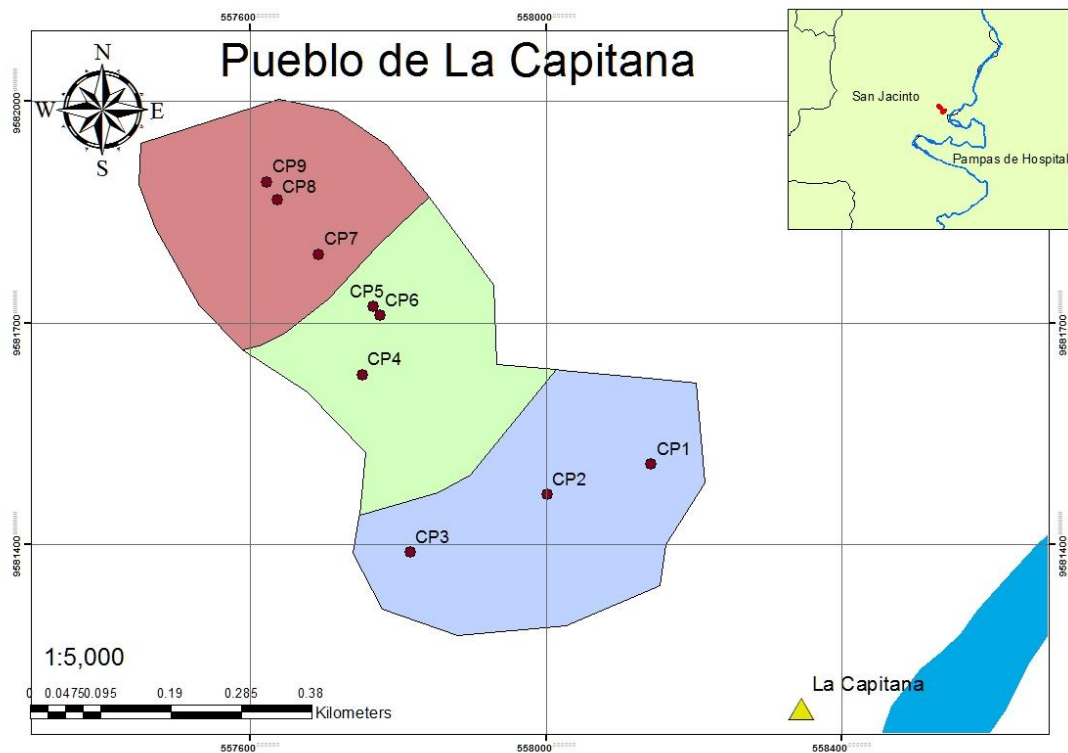 557600
558000
Pueblo de La Capitana
N
W
E
S
San Jacinto
Pampas de Hospital
9582000
CP9
CP8
CP7
CP5
CP6
9581700
9581700
CP4
CP1
CP2
CP3
9581400
9581400
1:5,000
0 0.0475 0.095 0.19 0.285 0.38
Kilometers
La Capitana
557600
558000
558400